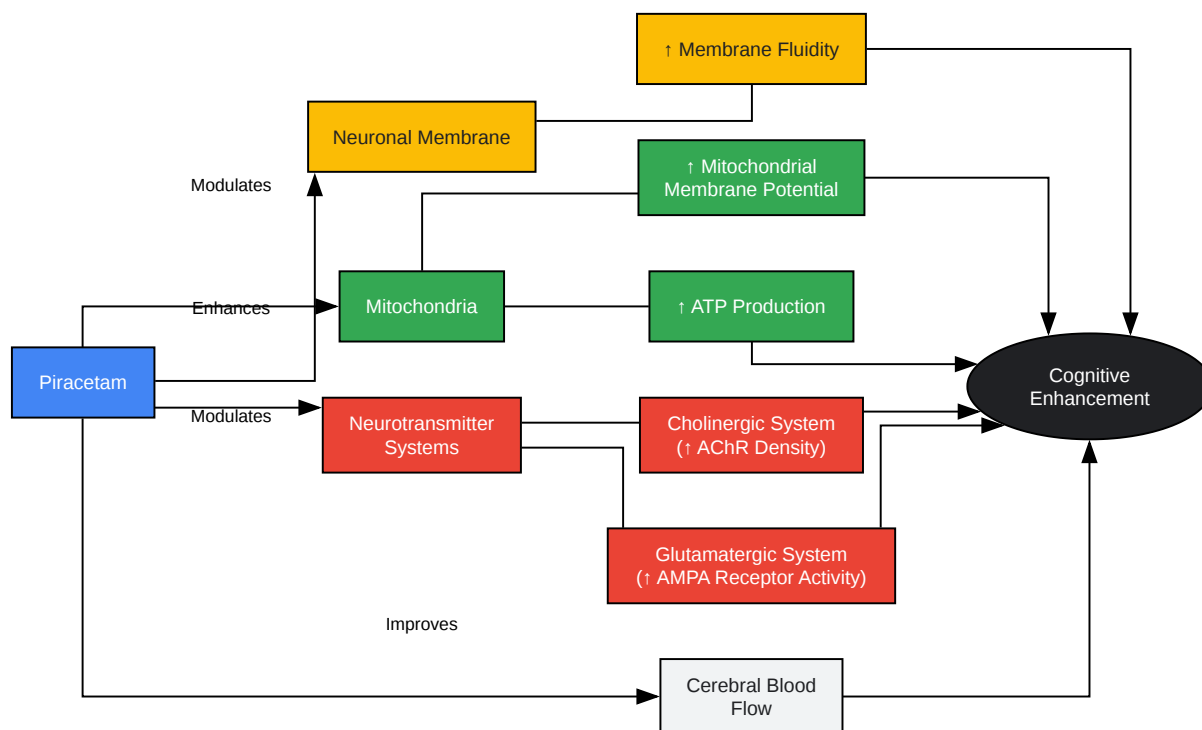 ↑ Membrane Fluidity
Neuronal Membrane
↑ Mitochondrial
Membrane Potential
Modulates
Enhances
Mitochondria
↑ ATP Production
Piracetam
Cognitive
Enhancement
Modulates
Neurotransmitter
Systems
Cholinergic System
(↑ AChR Density)
Glutamatergic System
(↑ AMPA Receptor Activity)
Improves
Cerebral Blood
Flow